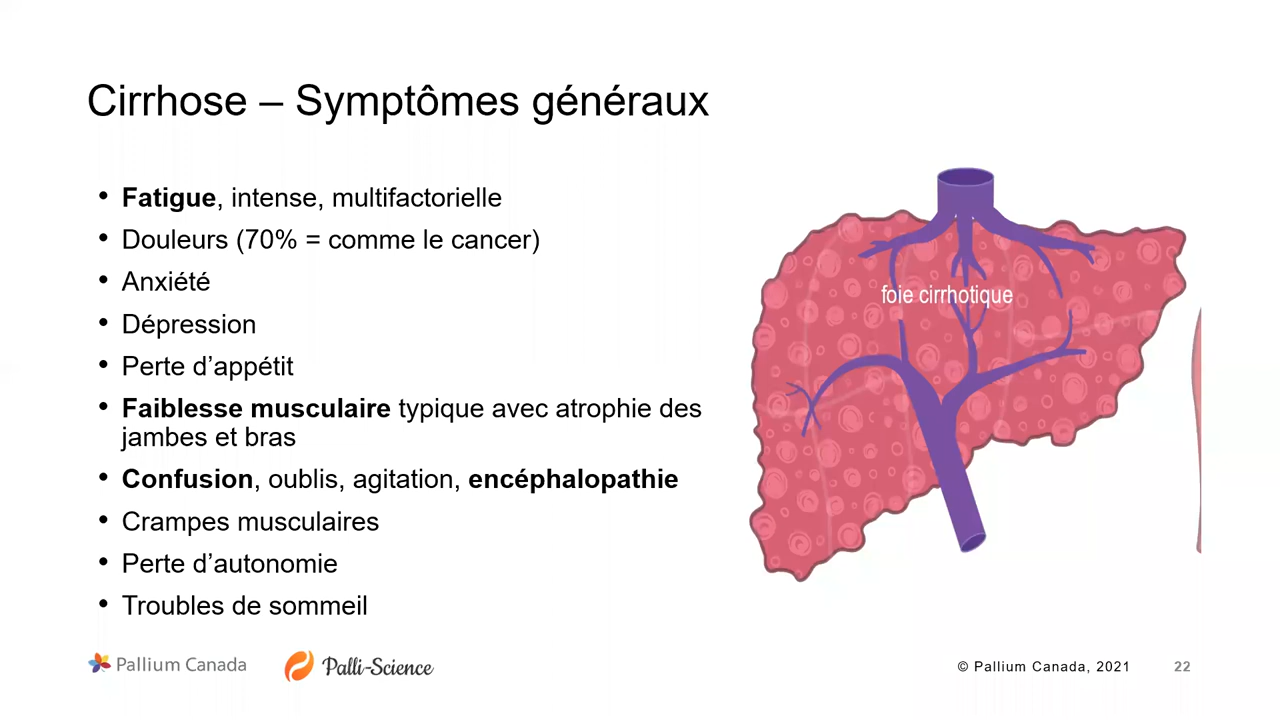 Cirrhose – Symptômes généraux
• Fatigue, intense, multifactorielle
• Douleurs (70% = comme le cancer)
• Anxiété
• Dépression
• Perte d’appétit
• Faiblesse musculaire typique avec atrophie des
jambes et bras
• Confusion, oublis, agitation, encéphalopathie
• Crampes musculaires
• Perte d’autonomie
• Troubles de sommeil
foie cirrhotique
Pallium Canada
Palli-Science
© Pallium Canada, 2021
22